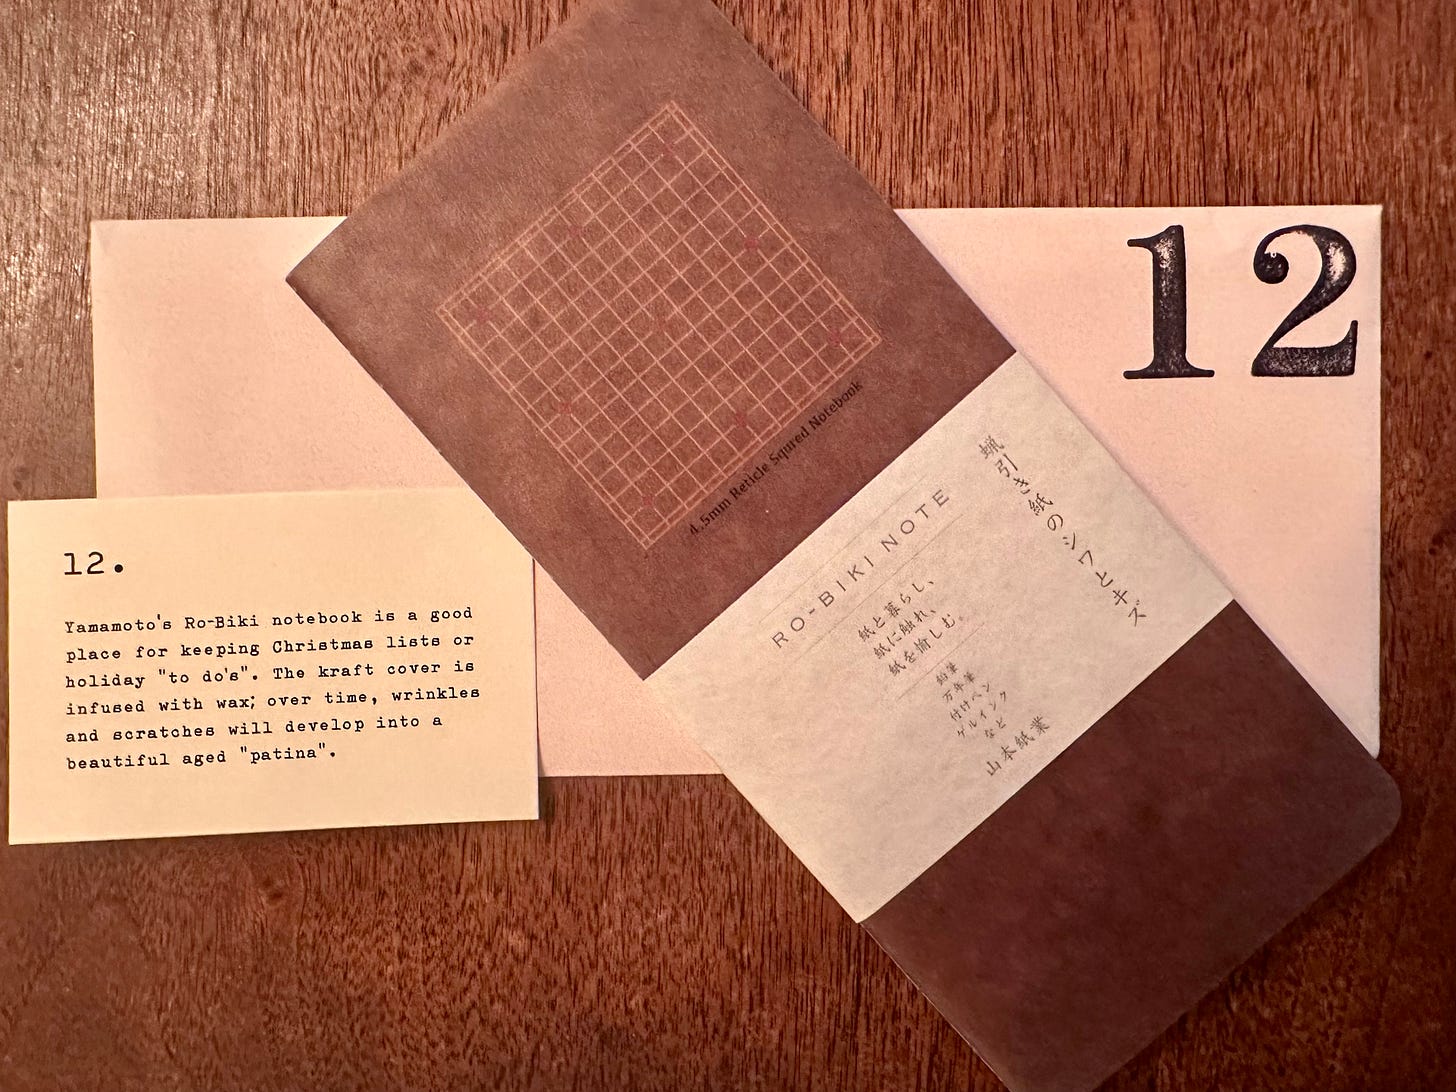 12
12.
Yamamoto's Ro-Biki notebook is a good
place for keeping Christmas lists or
holiday "to do's". The kraft cover is
infused with wax; over time, wrinkles
and scratches will develop into a
beautiful aged "patina".
4.5mm Reticle Squred Notebook
RO-BIKI NOTE
蝋引き紙のシワとキズ
紙と暮らし、
紙に触れ、
紙を愉しむ。
鉛筆
万年筆
付けペン
ゲルインク
など
山本紙業